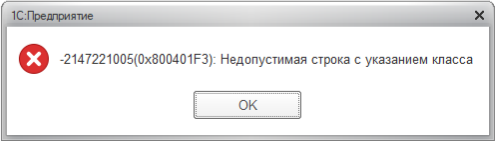 1С:Предприятие
-2147221005(0x800401F3): Недопустимая строка с указанием класса
OK